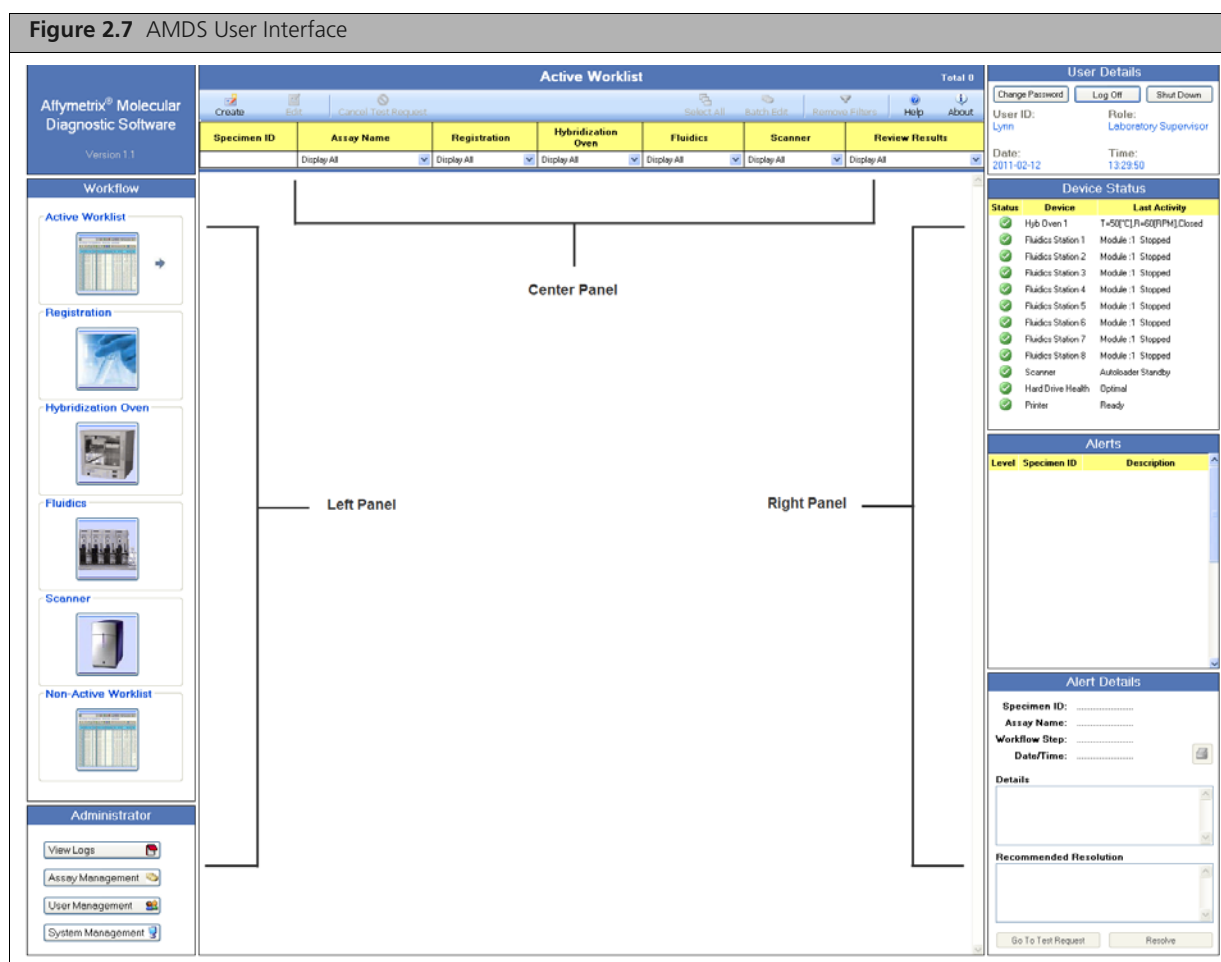 Figure 2.7 AMDS User Interface
Affymetrix® Molecular
Diagnostic Software
Version 1.1
Workflow
Active Worklist
Registration
Hybridization Oven
Fluidics
Scanner
Non-Active Worklist
Administrator
View Logs
Assay Management
User Management
System Management
Active Worklist Total 0
Create Edit Cancel Test Request Select All Batch Edit Remove Filters Help About
Specimen ID Assay Name Registration Hybridization Oven Fluidics Scanner Review Results
Display All Display All Display All Display All Display All Display All
Center Panel
Left Panel
Right Panel
User Details
Change Password Log Off Shut Down
User ID: Role:
Lynn Laboratory Supervisor
Date: Time:
2011-02-12 13:29:50
Device Status
Status Device Last Activity
Hyb Oven 1 T=50[°C],R=60[RPM],Closed
Fluidics Station 1 Module :1 Stopped
Fluidics Station 2 Module :1 Stopped
Fluidics Station 3 Module :1 Stopped
Fluidics Station 4 Module :1 Stopped
Fluidics Station 5 Module :1 Stopped
Fluidics Station 6 Module :1 Stopped
Fluidics Station 7 Module :1 Stopped
Fluidics Station 8 Module :1 Stopped
Scanner Autoloader Standby
Hard Drive Health Optimal
Printer Ready
Alerts
Level Specimen ID Description
Alert Details
Specimen ID: ......................
Assay Name: ......................
Workflow Step: ......................
Date/Time: ......................
Details
Recommended Resolution
Go To Test Request Resolve